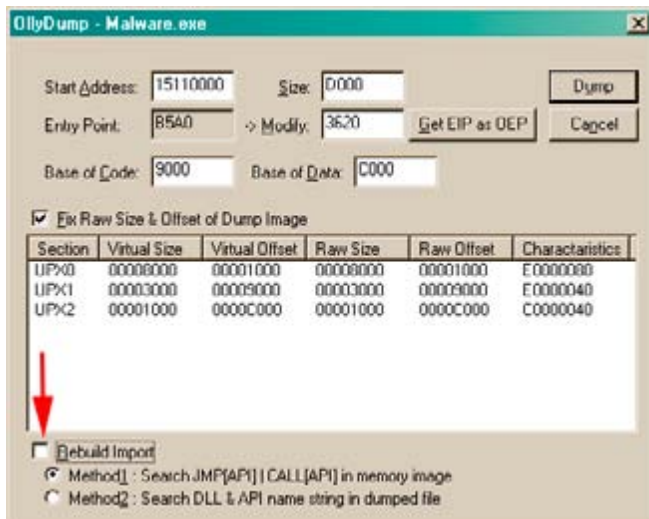 OllyDump - Malware.exe
Start Address: 15110000 Size: D000 Dump
Entry Point: B5A0 -> Modify: 3620 Get EIP as OEP Cancel
Base of Code: 9000 Base of Data: C000
Fix Raw Size & Offset of Dump Image
Section Virtual Size Virtual Offset Raw Size Raw Offset Charactaristics
UPX0 00008000 00001000 00008000 00001000 E0000080
UPX1 00003000 00009000 00003000 00009000 E0000040
UPX2 00001000 0000C000 00001000 0000C000 C0000040
Rebuild Import
Method1 : Search JMP[API] | CALL[API] in memory image
Method2 : Search DLL & API name string in dumped file